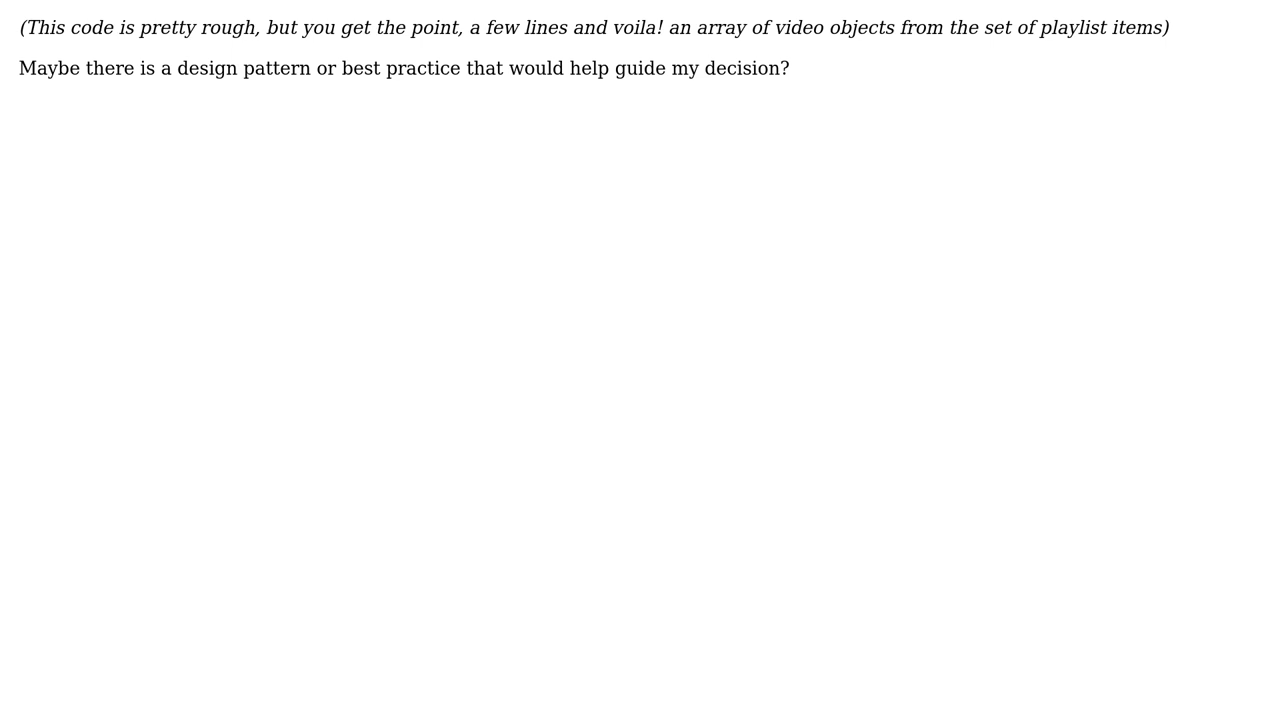 (This code is pretty rough, but you get the point, a few lines and voila! an array of video objects from the set of playlist items)
Maybe there is a design pattern or best practice that would help guide my decision?